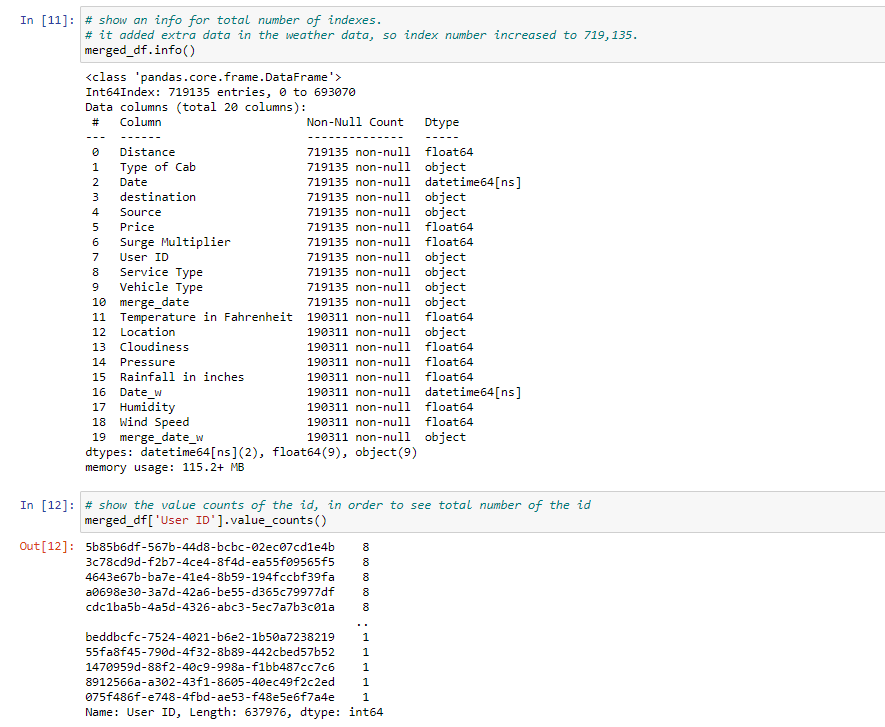 In [11]: # show an info for total number of indexes.
# it added extra data in the weather data, so index number increased to 719,135.
merged_df.info()
<class 'pandas.core.frame.DataFrame'>
Int64Index: 719135 entries, 0 to 693070
Data columns (total 20 columns):
# Column Non-Null Count Dtype
--- ------ -------------- -----
0 Distance 719135 non-null float64
1 Type of Cab 719135 non-null object
2 Date 719135 non-null datetime64[ns]
3 destination 719135 non-null object
4 Source 719135 non-null object
5 Price 719135 non-null float64
6 Surge Multiplier 719135 non-null float64
7 User ID 719135 non-null object
8 Service Type 719135 non-null object
9 Vehicle Type 719135 non-null object
10 merge_date 719135 non-null object
11 Temperature in Fahrenheit 190311 non-null float64
12 Location 190311 non-null object
13 Cloudiness 190311 non-null float64
14 Pressure 190311 non-null float64
15 Rainfall in inches 190311 non-null float64
16 Date_w 190311 non-null datetime64[ns]
17 Humidity 190311 non-null float64
18 Wind Speed 190311 non-null float64
19 merge_date_w 190311 non-null object
dtypes: datetime64[ns](2), float64(9), object(9)
memory usage: 115.2+ MB
In [12]: # show the value counts of the id, in order to see total number of the id
merged_df['User ID'].value_counts()
Out[12]: 5b85b6df-567b-44d8-bcbc-02ec07cd1e4b 8
3c78cd9d-f2b7-4ce4-8f4d-ea55f09565f5 8
4643e67b-ba7e-41e4-8b59-194fccbf39fa 8
a0698e30-3a7d-42a6-be55-d365c79977df 8
cdc1ba5b-4a5d-4326-abc3-5ec7a7b3c01a 8
..
beddbcfc-7524-4021-b6e2-1b50a7238219 1
55fa8f45-790d-4f32-8b89-442cbed57b52 1
1470959d-88f2-40c9-998a-f1bb487cc7c6 1
8912566a-a302-43f1-8605-40ec49f2c2ed 1
075f486f-e748-4fbd-ae53-f48e5e6f7a4e 1
Name: User ID, Length: 637976, dtype: int64